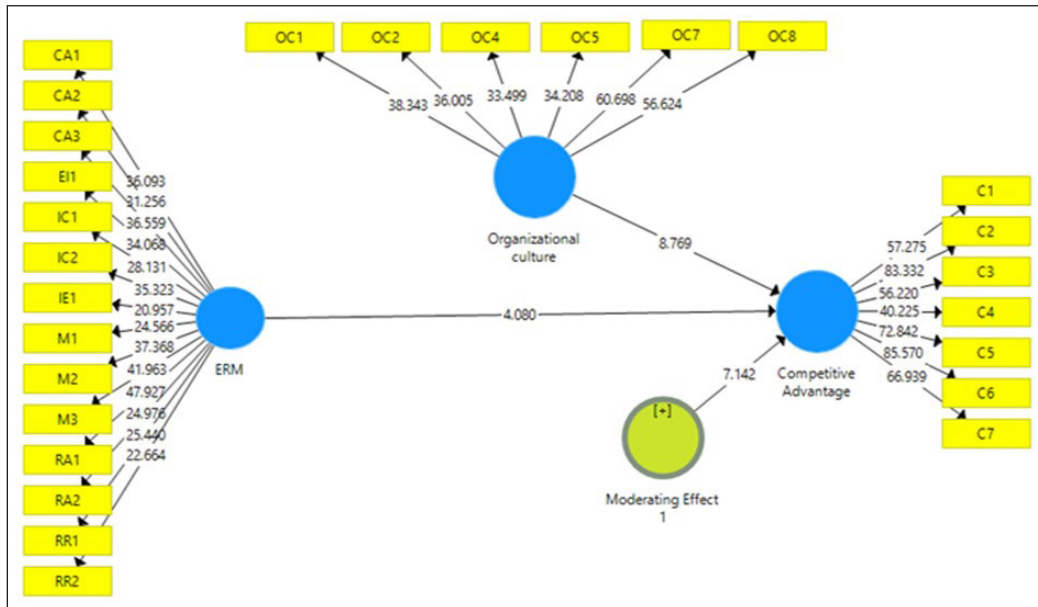 OC1
OC2
OC4
OC5
OC7
OC8
38.343
36.005
33.499
34.208
60.698
56.624
CA1
CA2
CA3
EI1
IC1
IC2
IE1
M1
M2
M3
RA1
RA2
RR1
RR2
36.093
31.256
36.559
34.068
28.131
35.323
20.957
24.566
37.368
41.963
47.927
24.976
25.440
22.664
ERM
Organizational
culture
8.769
4.080
7.142
[+]
Moderating Effect
1
Competitive
Advantage
57.275
83.332
56.220
40.225
72.842
85.570
66.939
C1
C2
C3
C4
C5
C6
C7